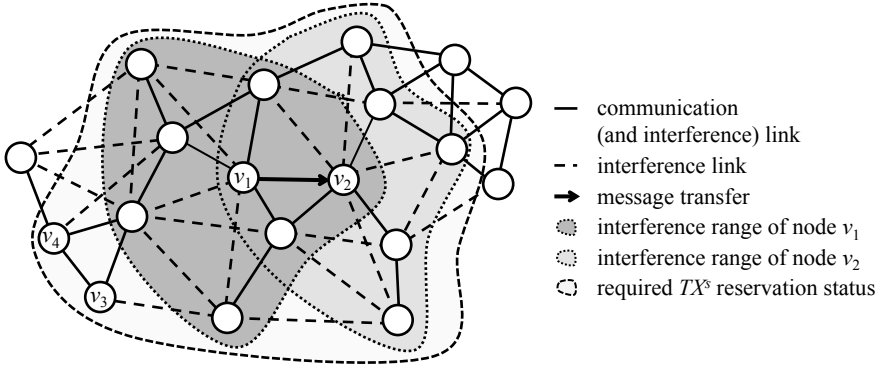 v1
v2
v4
v3
communication
(and interference) link
interference link
message transfer
interference range of node v1
interference range of node v2
required TXˢ reservation status